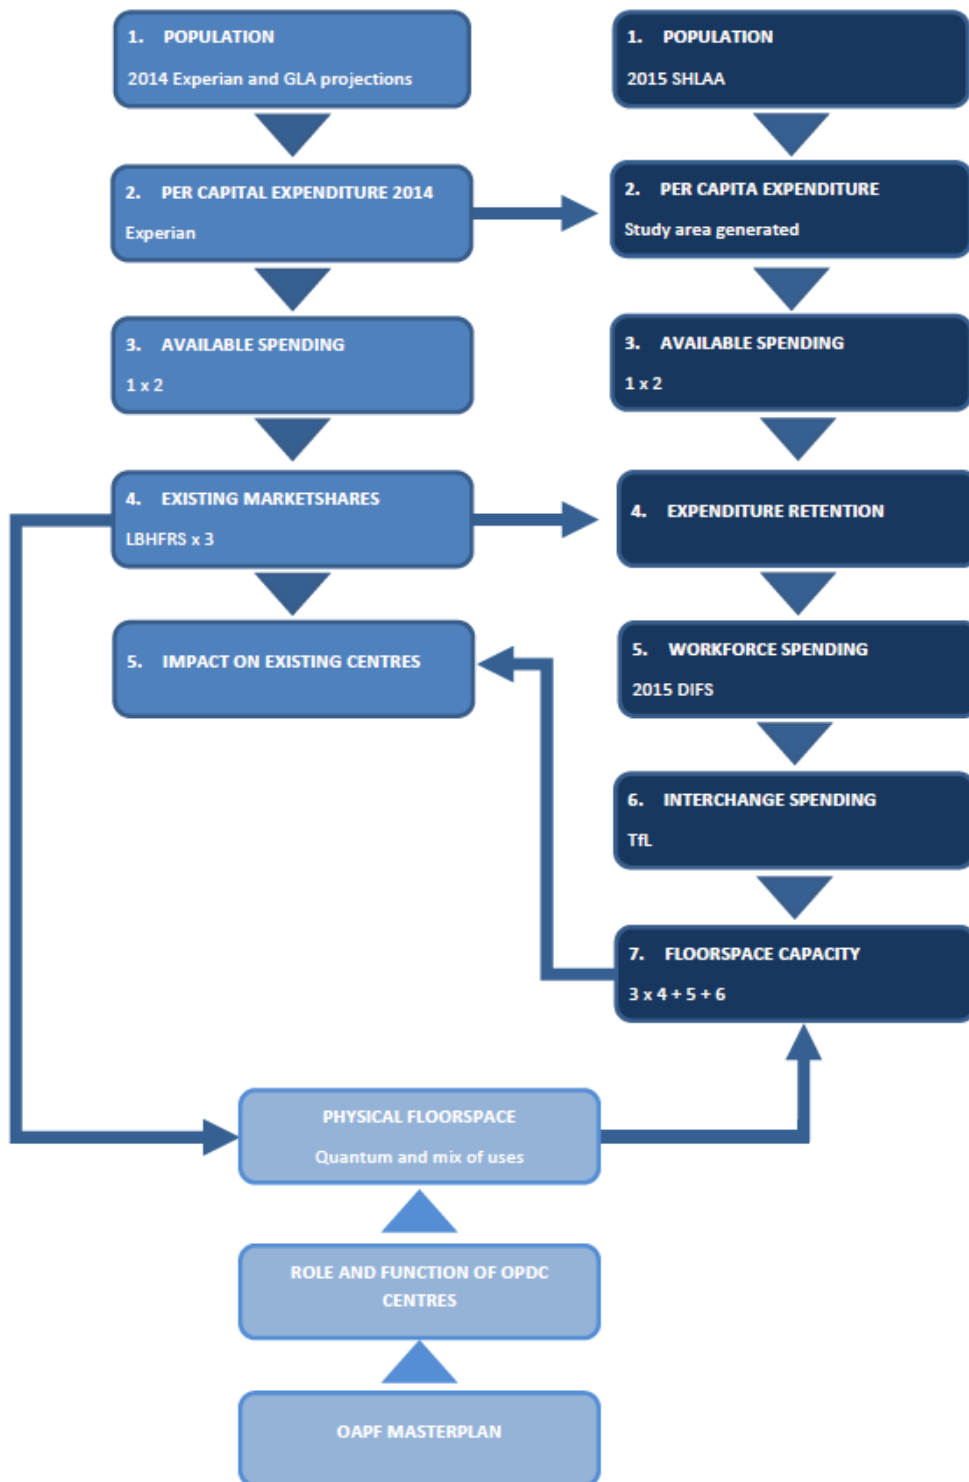 1. POPULATION
2014 Experian and GLA projections
2. PER CAPITAL EXPENDITURE 2014
Experian
3. AVAILABLE SPENDING
1 x 2
4. EXISTING MARKETSHARES
LBHFRS x 3
5. IMPACT ON EXISTING CENTRES
1. POPULATION
2015 SHLAA
2. PER CAPITA EXPENDITURE
Study area generated
3. AVAILABLE SPENDING
1 x 2
4. EXPENDITURE RETENTION
5. WORKFORCE SPENDING
2015 DIFS
6. INTERCHANGE SPENDING
TfL
7. FLOORSPACE CAPACITY
3 x 4 + 5 + 6
PHYSICAL FLOORSPACE
Quantum and mix of uses
ROLE AND FUNCTION OF OPDC
CENTRES
OAPF MASTERPLAN